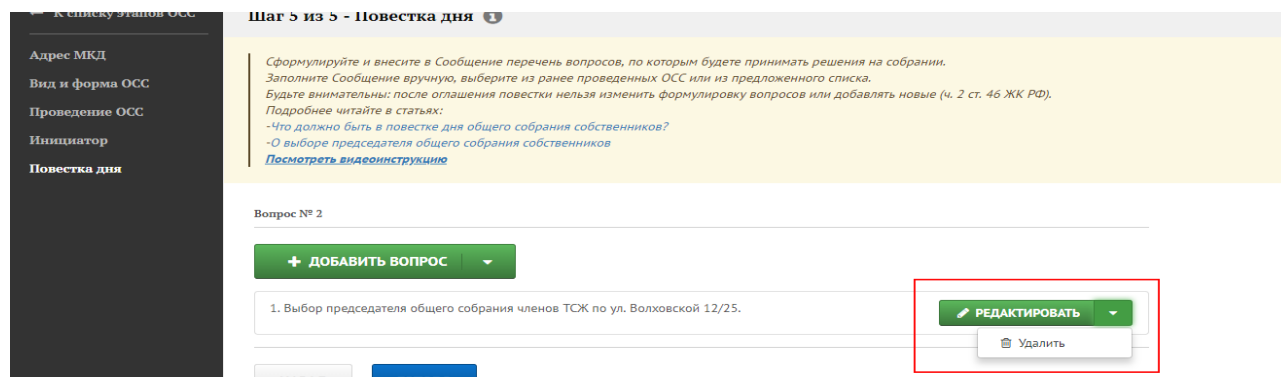 ← К списку этапов ОСС
Шаг 5 из 5 - Повестка дня
Адрес МКД
Вид и форма ОСС
Проведение ОСС
Инициатор
Повестка дня
Сформулируйте и внесите в Сообщение перечень вопросов, по которым будете принимать решения на собрании.
Заполните Сообщение вручную, выберите из ранее проведенных ОСС или из предложенного списка.
Будьте внимательны: после оглашения повестки нельзя изменить формулировку вопросов или добавлять новые (ч. 2 ст. 46 ЖК РФ).
Подробнее читайте в статьях:
-Что должно быть в повестке дня общего собрания собственников?
-О выборе председателя общего собрания собственников
Посмотреть видеоинструкцию
Вопрос № 2
+ ДОБАВИТЬ ВОПРОС
1. Выбор председателя общего собрания членов ТСЖ по ул. Волховской 12/25.
РЕДАКТИРОВАТЬ
Удалить